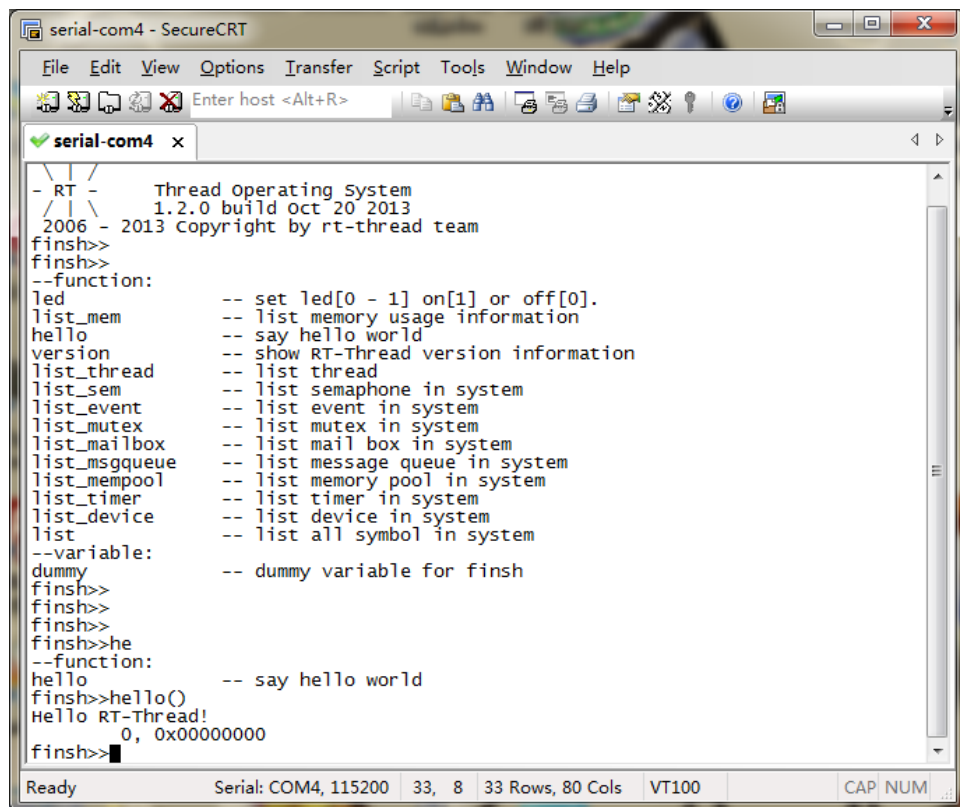 serial-com4 - SecureCRT
File Edit View Options Transfer Script Tools Window Help
Enter host <Alt+R>
serial-com4 x
\ | /
- RT -     Thread Operating System
/ | \     1.2.0 build Oct 20 2013
2006 - 2013 Copyright by rt-thread team
finsh>>
finsh>>
--function:
led              -- set led[0 - 1] on[1] or off[0].
list_mem         -- list memory usage information
hello            -- say hello world
version          -- show RT-Thread version information
list_thread      -- list thread
list_sem         -- list semaphone in system
list_event       -- list event in system
list_mutex       -- list mutex in system
list_mailbox     -- list mail box in system
list_msgqueue    -- list message queue in system
list_mempool     -- list memory pool in system
list_timer       -- list timer in system
list_device      -- list device in system
list             -- list all symbol in system
--variable:
dummy            -- dummy variable for finsh
finsh>>
finsh>>
finsh>>
finsh>>he
--function:
hello            -- say hello world
finsh>>hello()
Hello RT-Thread!
        0, 0x00000000
finsh>>
Ready Serial: COM4, 115200 33, 8 33 Rows, 80 Cols VT100 CAP NUM